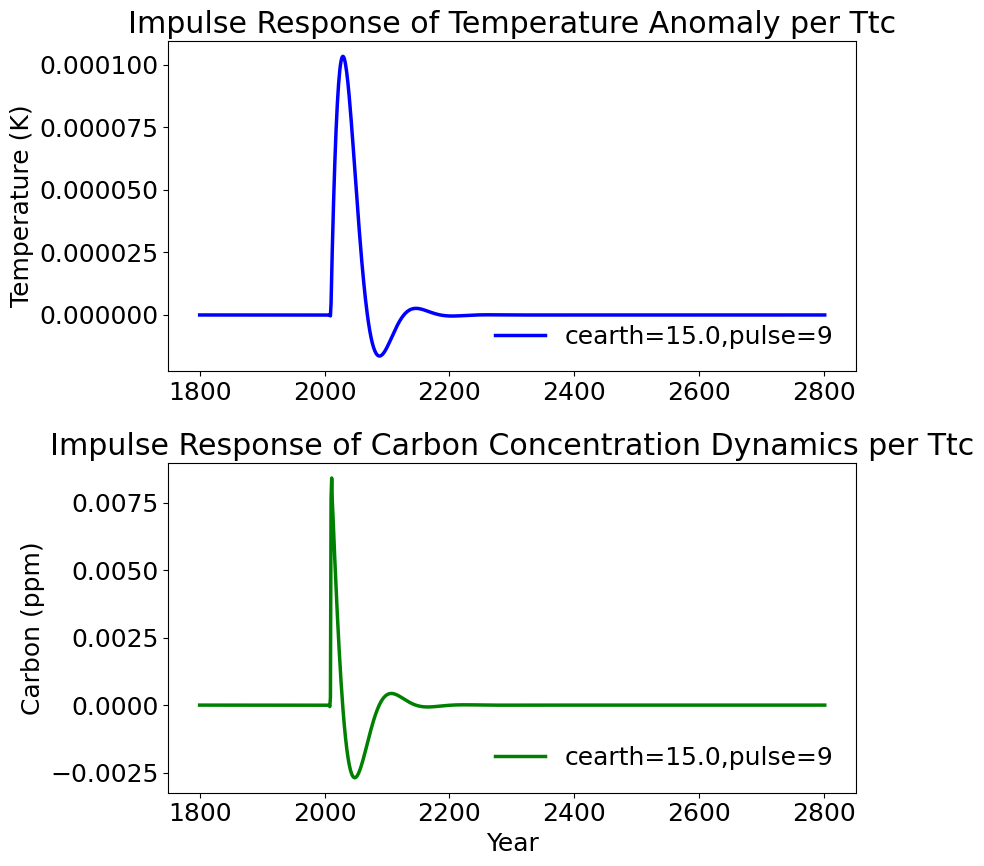 Impulse Response of Temperature Anomaly per Ttc
Temperature (K)
0.000100
0.000075
0.000050
0.000025
0.000000
cearth=15.0,pulse=9
1800 2000 2200 2400 2600 2800
Impulse Response of Carbon Concentration Dynamics per Ttc
Carbon (ppm)
0.0075
0.0050
0.0025
0.0000
−0.0025
cearth=15.0,pulse=9
1800 2000 2200 2400 2600 2800
Year